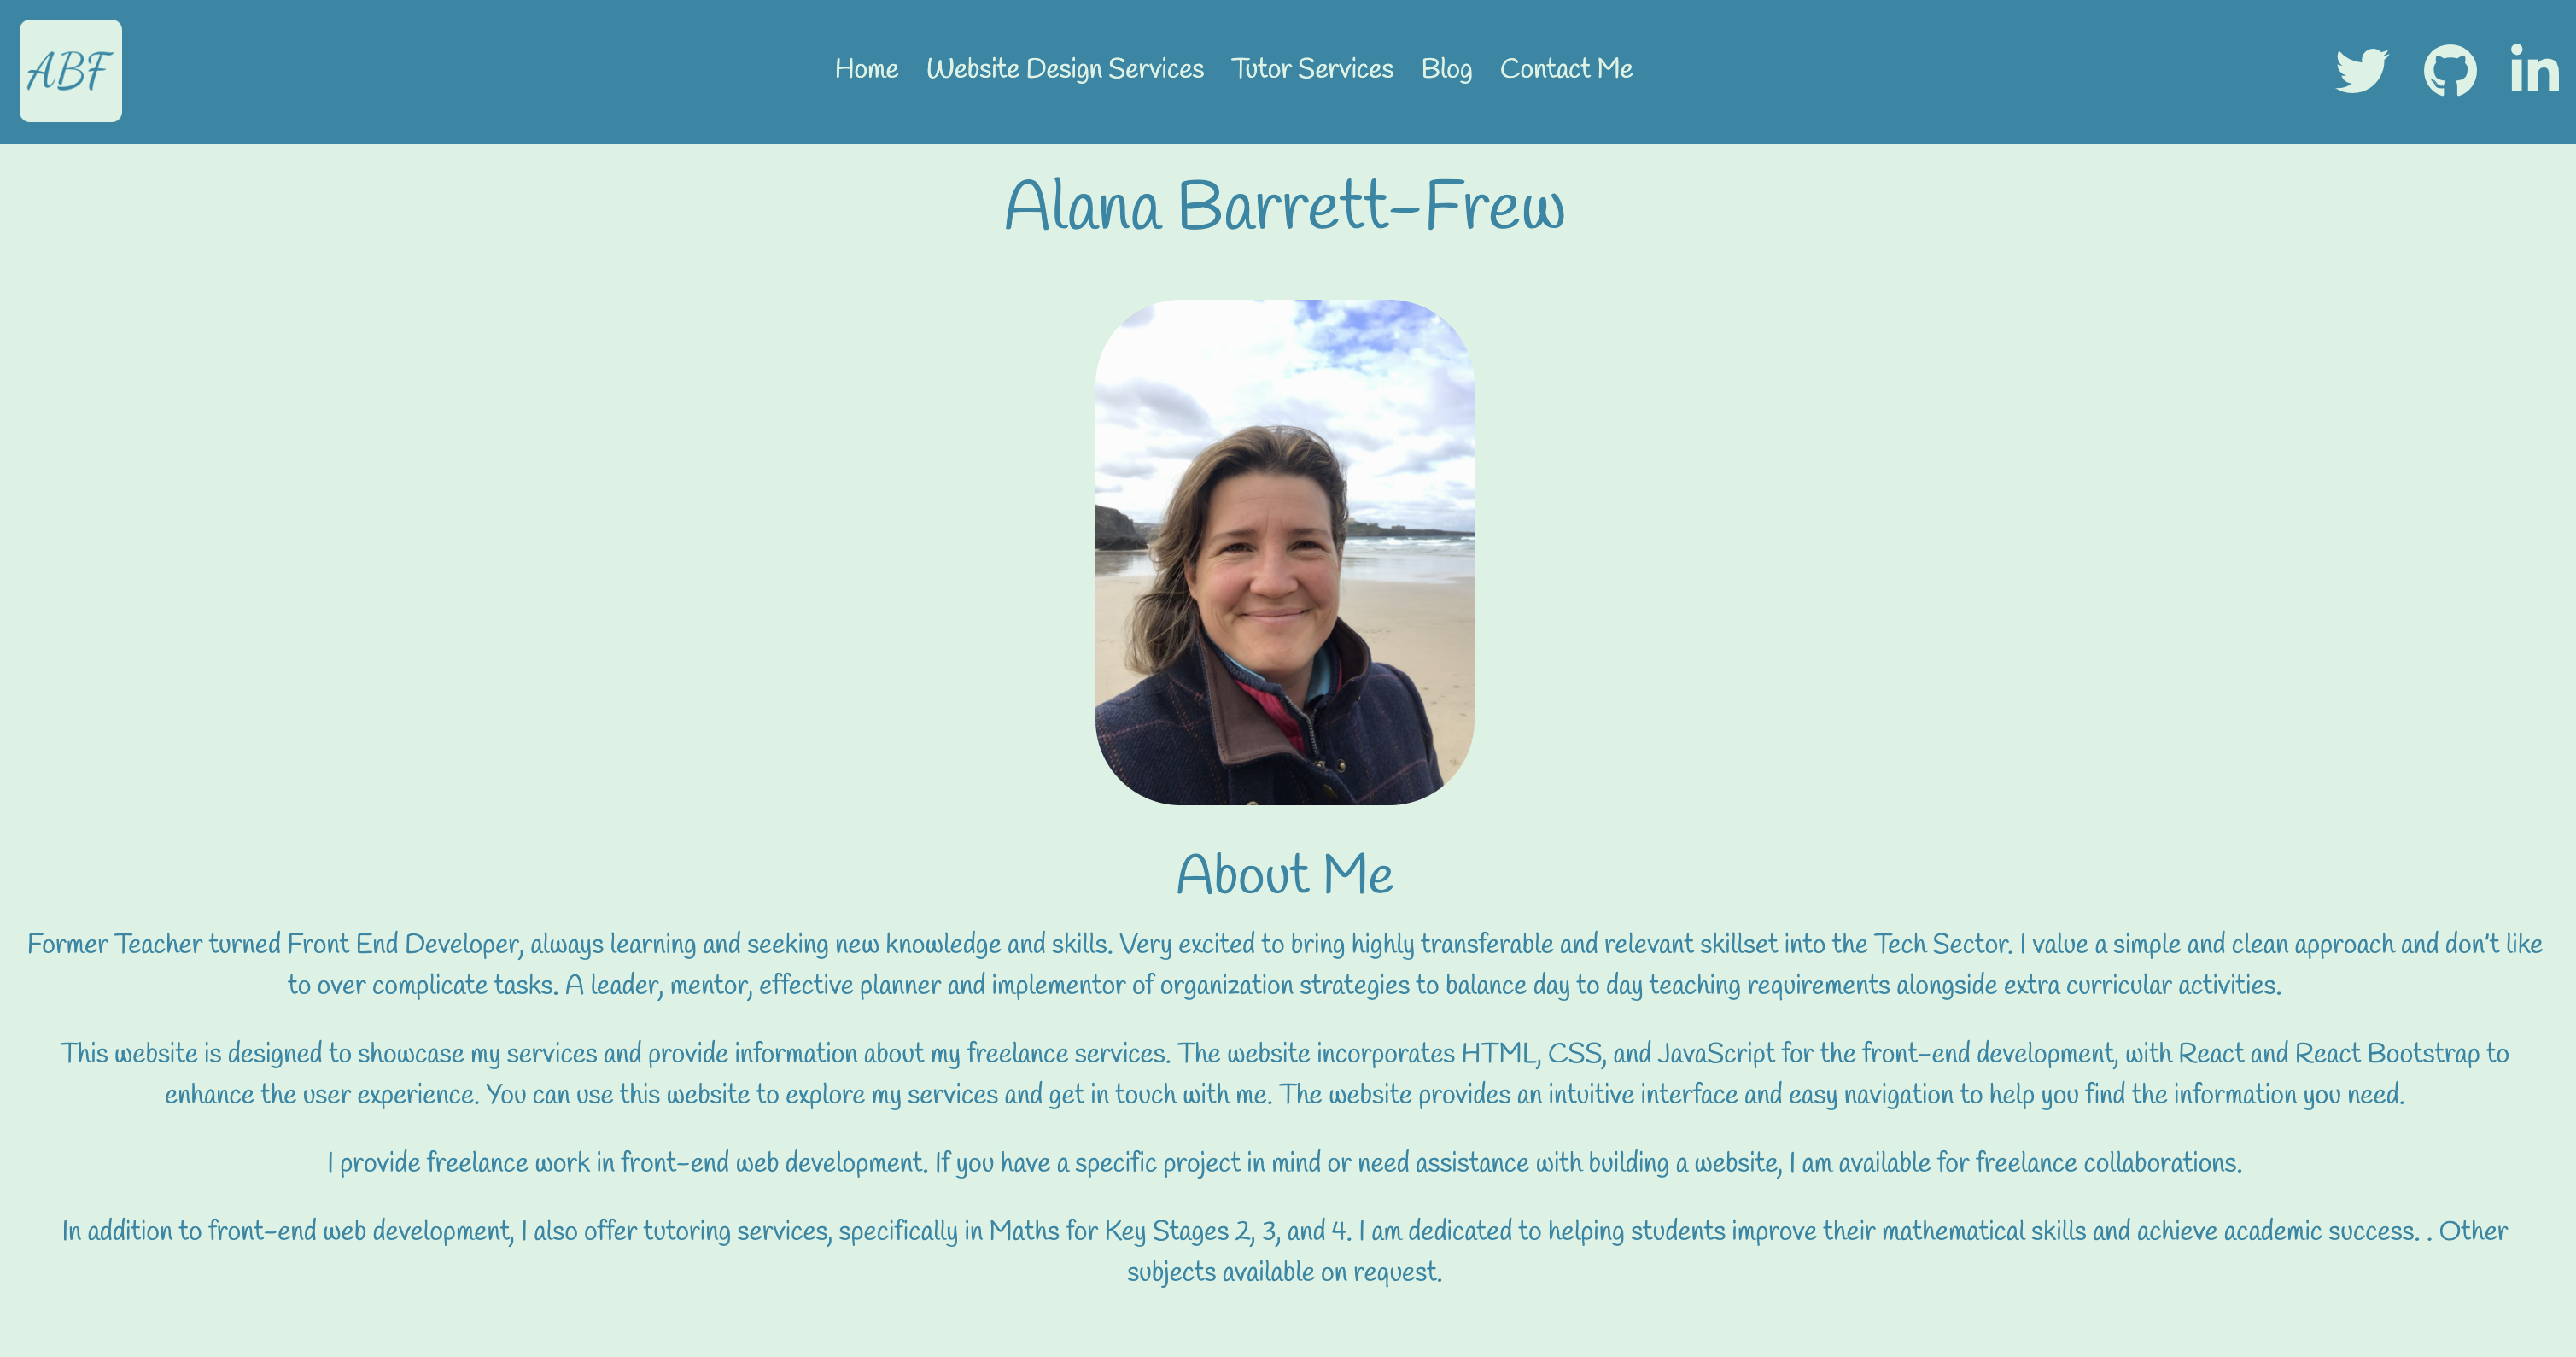 ABF
Home Website Design Services Tutor Services Blog Contact Me
Alana Barrett-Frew
About Me
Former Teacher turned Front End Developer, always learning and seeking new knowledge and skills. Very excited to bring highly transferable and relevant skillset into the Tech Sector. I value a simple and clean approach and don't like
to over complicate tasks. A leader, mentor, effective planner and implementor of organization strategies to balance day to day teaching requirements alongside extra curricular activities.
This website is designed to showcase my services and provide information about my freelance services. The website incorporates HTML, CSS, and JavaScript for the front-end development, with React and React Bootstrap to
enhance the user experience. You can use this website to explore my services and get in touch with me. The website provides an intuitive interface and easy navigation to help you find the information you need.
I provide freelance work in front-end web development. If you have a specific project in mind or need assistance with building a website, I am available for freelance collaborations.
In addition to front-end web development, I also offer tutoring services, specifically in Maths for Key Stages 2, 3, and 4. I am dedicated to helping students improve their mathematical skills and achieve academic success. . Other
subjects available on request.